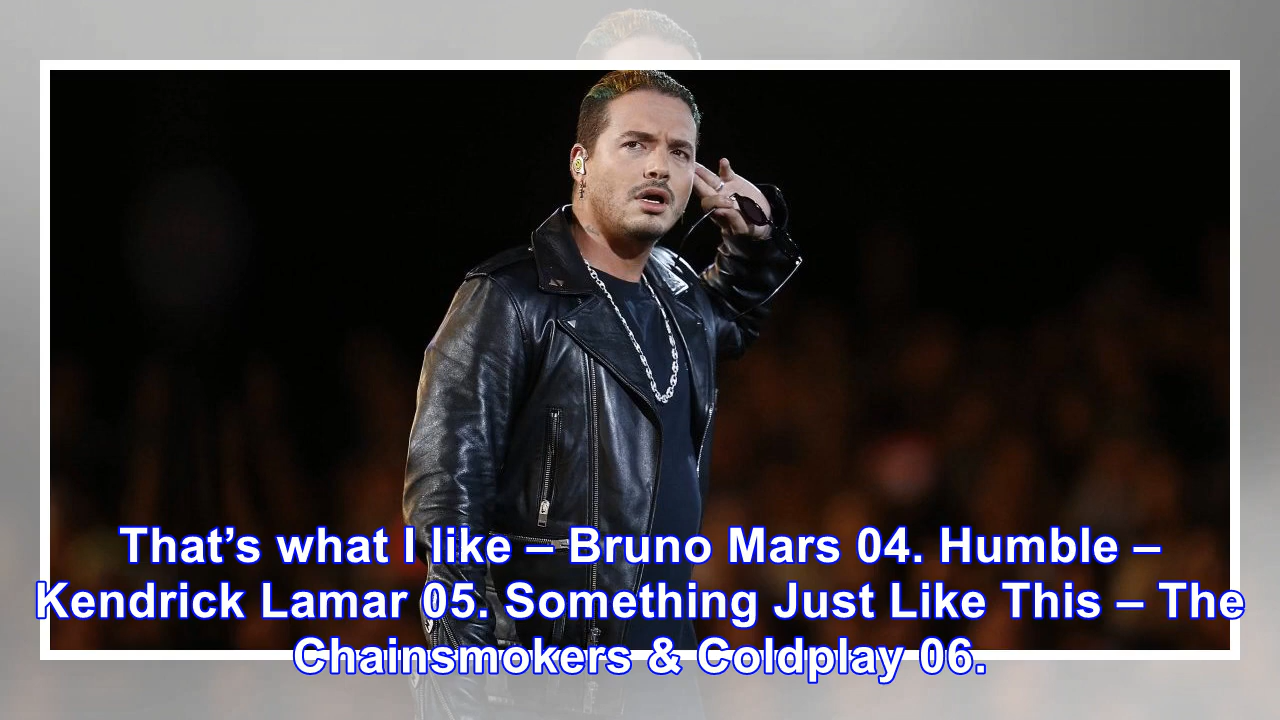 That’s what I like – Bruno Mars 04. Humble –
Kendrick Lamar 05. Something Just Like This – The
Chainsmokers & Coldplay 06.